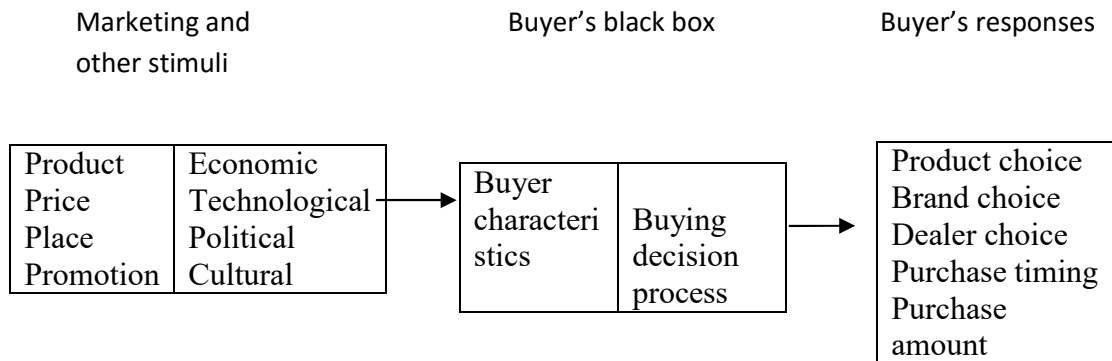 Marketing and
other stimuli
Buyer’s black box
Buyer’s responses
Product
Price
Place
Promotion
Economic
Technological
Political
Cultural
Buyer
characteri
stics
Buying
decision
process
Product choice
Brand choice
Dealer choice
Purchase timing
Purchase
amount